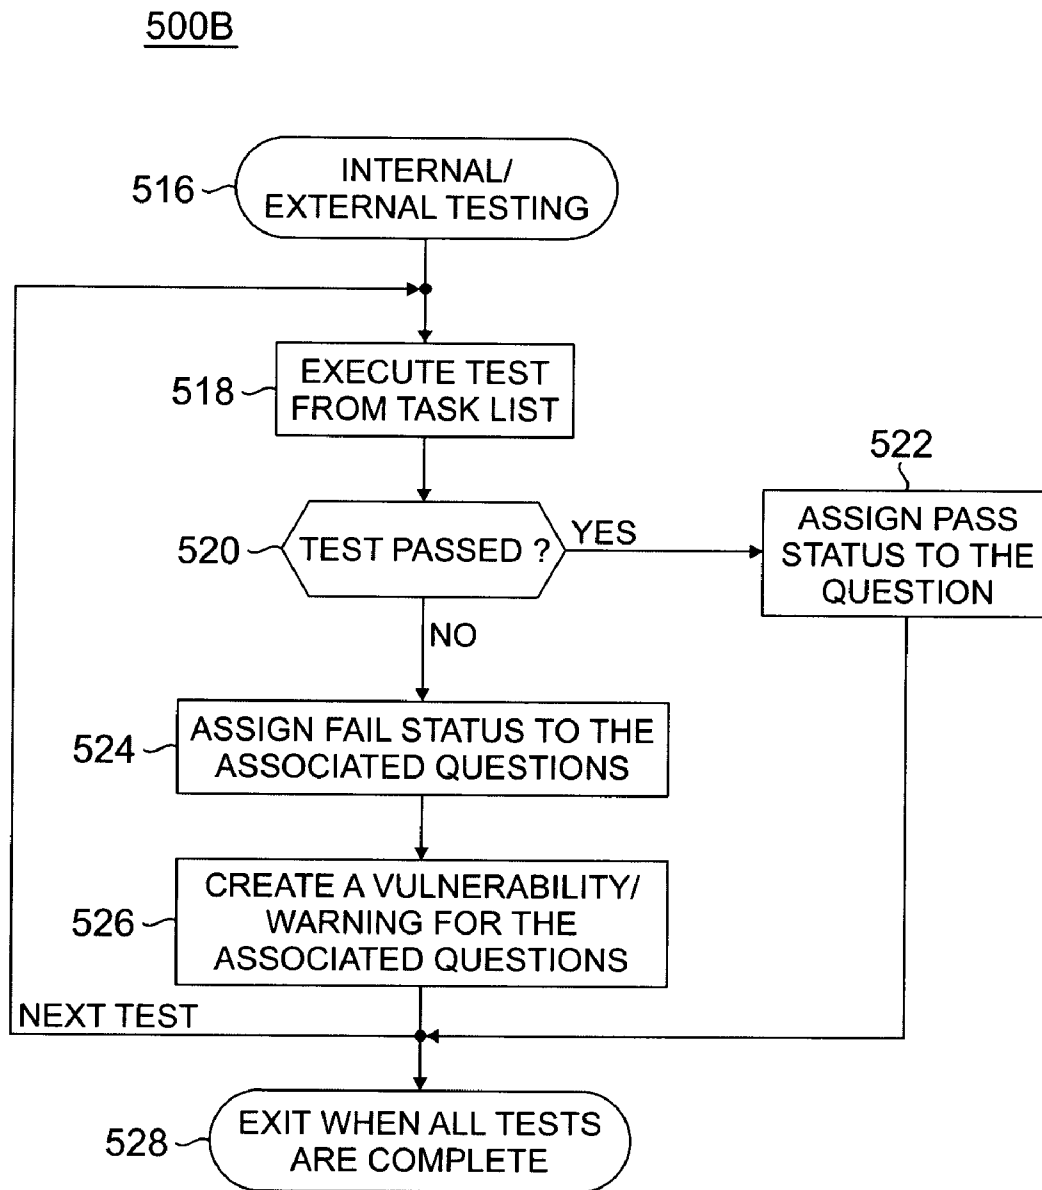 500B
516
INTERNAL/
EXTERNAL TESTING
518
EXECUTE TEST
FROM TASK LIST
520
TEST PASSED ?
YES
522
ASSIGN PASS
STATUS TO THE
QUESTION
NO
524
ASSIGN FAIL STATUS TO THE
ASSOCIATED QUESTIONS
526
CREATE A VULNERABILITY/
WARNING FOR THE
ASSOCIATED QUESTIONS
NEXT TEST
528
EXIT WHEN ALL TESTS
ARE COMPLETE